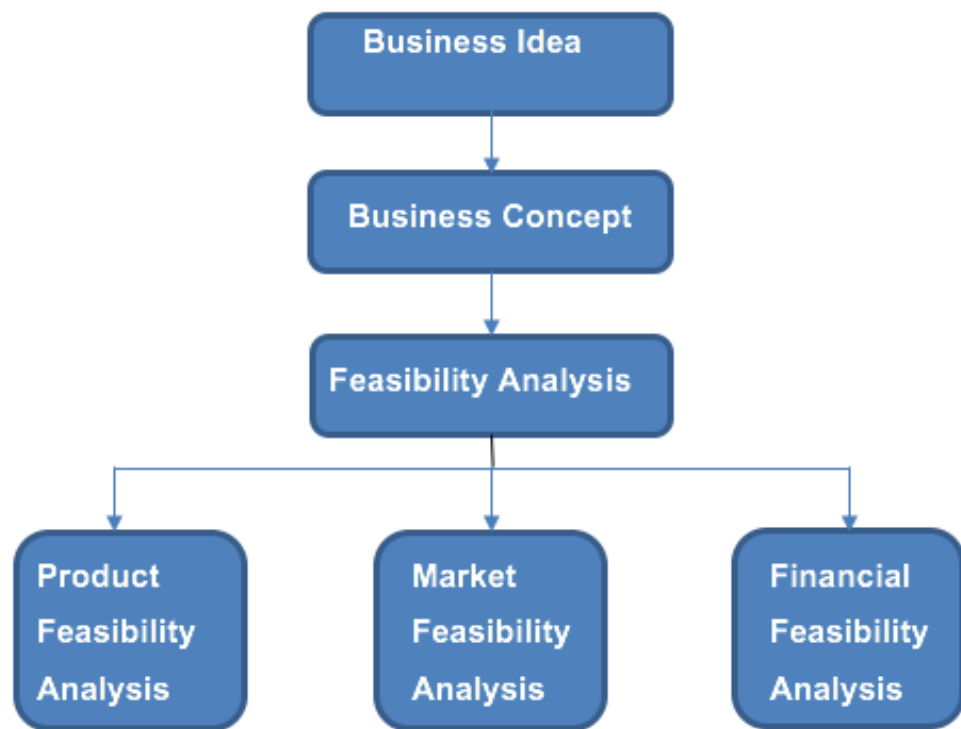 Business Idea
Business Concept
Feasibility Analysis
Product
Feasibility
Analysis
Market
Feasibility
Analysis
Financial
Feasibility
Analysis